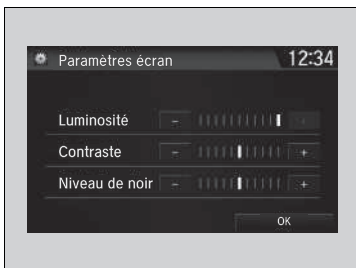 Paramètres écran 12:34
Luminosité - +
Contraste - +
Niveau de noir - +
OK